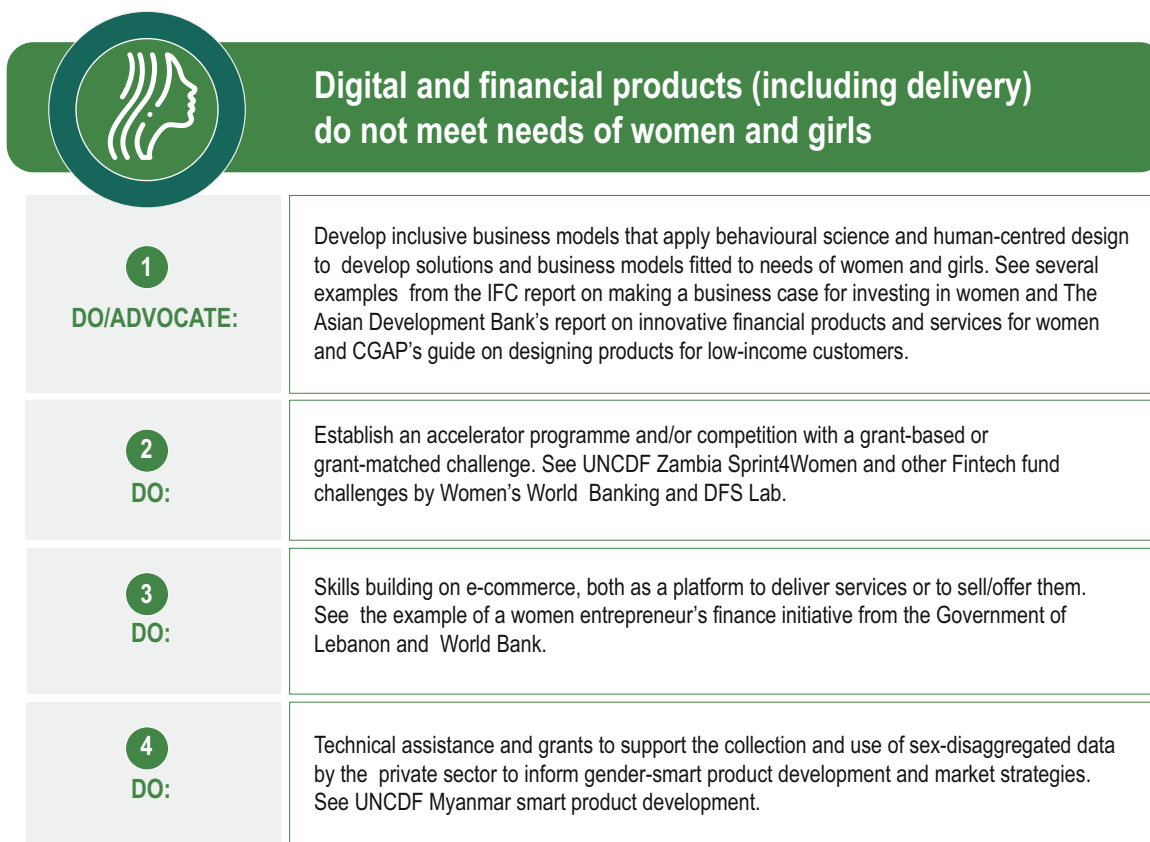 Digital and financial products (including delivery)
do not meet needs of women and girls
1
DO/ADVOCATE:
Develop inclusive business models that apply behavioural science and human-centred design
to develop solutions and business models fitted to needs of women and girls. See several
examples from the IFC report on making a business case for investing in women and The
Asian Development Bank's report on innovative financial products and services for women
and CGAP's guide on designing products for low-income customers.
2
DO:
Establish an accelerator programme and/or competition with a grant-based or
grant-matched challenge. See UNCDF Zambia Sprint4Women and other Fintech fund
challenges by Women's World Banking and DFS Lab.
3
DO:
Skills building on e-commerce, both as a platform to deliver services or to sell/offer them.
See the example of a women entrepreneur's finance initiative from the Government of
Lebanon and World Bank.
4
DO:
Technical assistance and grants to support the collection and use of sex-disaggregated data
by the private sector to inform gender-smart product development and market strategies.
See UNCDF Myanmar smart product development.